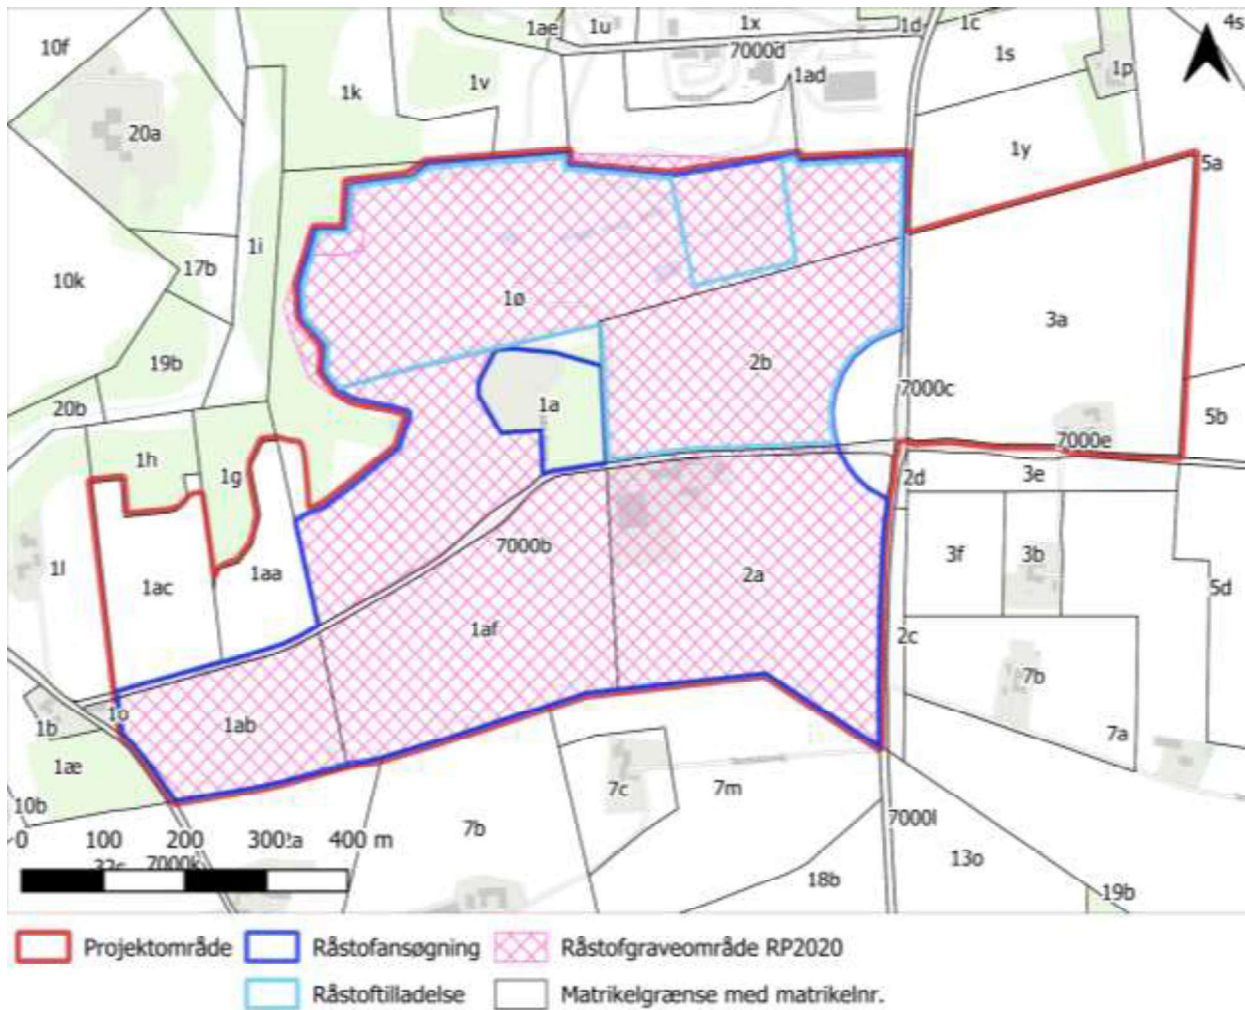 1ae 1u 1x 1d 1c 4s
10f 7000d 1s
1k 1v 1ad 1p
20a 1y 5a
1i
17b
10k 1ø 3a
19b 2b
7000c
20b 1a 5b
7000e
1h 1g 2d 3e
7000b 3f 3b
1l 1ac 1aa 2a 5d
1af 2c
7b
1b 1o 1ab 7a
1æ
10b 7c 7m
7000l
0 100 200 300 400 m
7b 13o
7000k 18b 19b
Projektområde Råstofansøgning Råstofgraveområde RP2020
Råstoftilladelse Matrikelgrænse med matrikelnr.